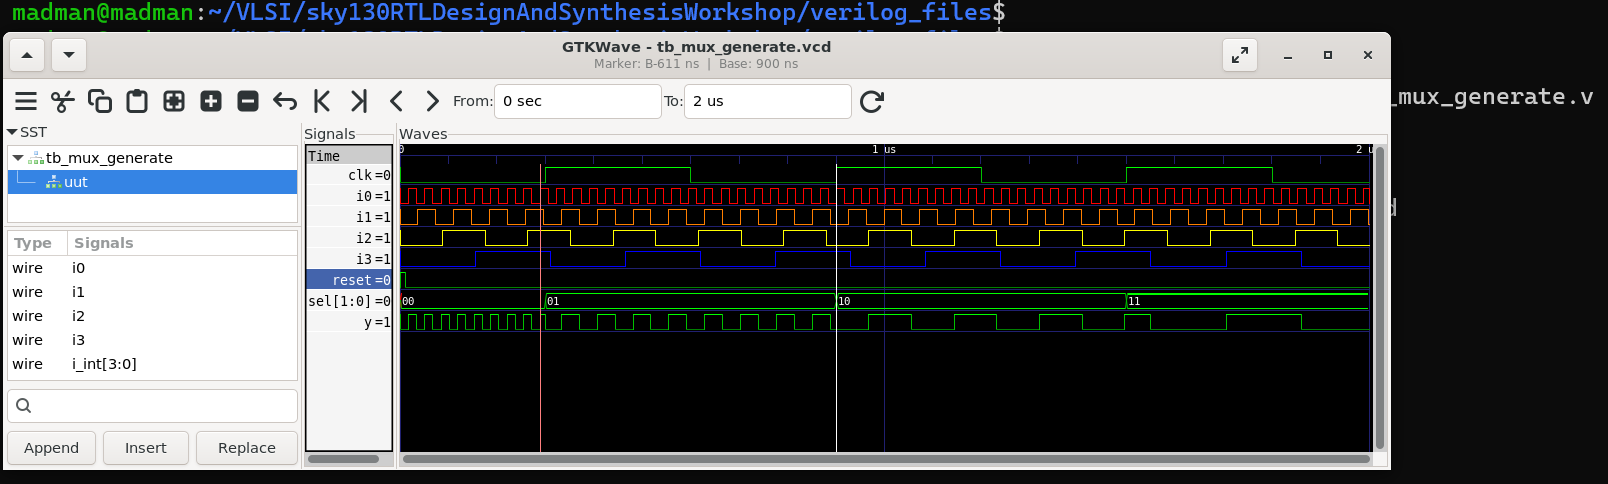 madman@madman:~/VLSI/sky130RTLDesignAndSynthesisWorkshop/verilog_files$
GTKWave - tb_mux_generate.vcd
Marker: B-611 ns | Base: 900 ns
From: 0 sec To: 2 us
_mux_generate.v
SST
Signals
Waves
tb_mux_generate
uut
Time
0
1 us
2 u
clk=0
i0=1
i1=1
i2=1
i3=1
reset=0
sel[1:0]=0
00
01
10
11
y=1
Type Signals
wire i0
wire i1
wire i2
wire i3
wire i_int[3:0]
Append Insert Replace